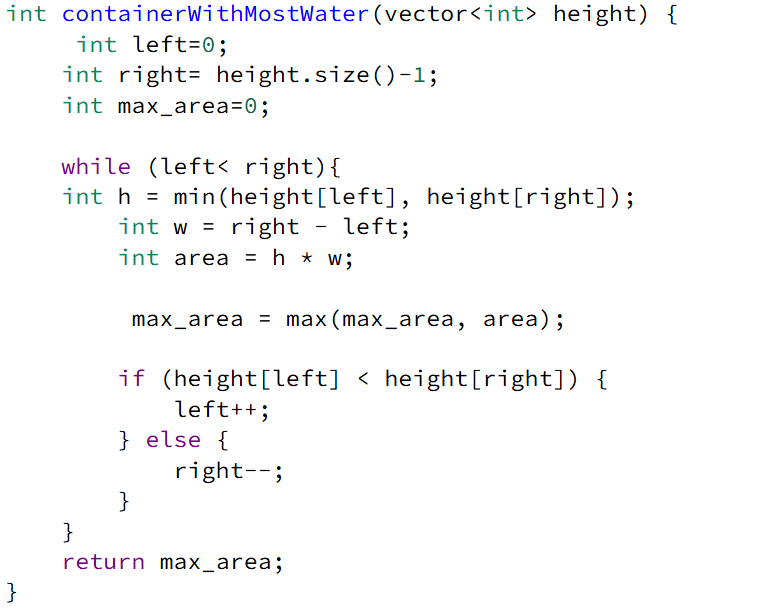 int containerWithMostWater(vector<int> height) {
     int left=0;
    int right= height.size()-1;
    int max_area=0;

    while (left< right){
    int h = min(height[left], height[right]);
        int w = right - left;
        int area = h * w;

         max_area = max(max_area, area);

        if (height[left] < height[right]) {
            left++;
        } else {
            right--;
        }
    }
    return max_area;
}